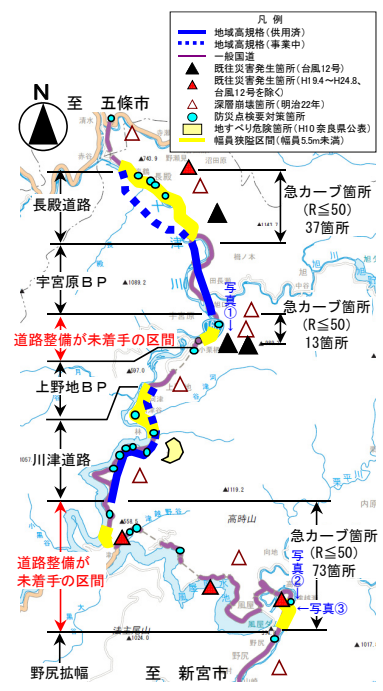 凡 例
地域高規格（供用済）
地域高規格（事業中）
一般国道
既往災害発生箇所（台風12号）
既往災害発生箇所（H19.4～H24.8、
台風12号を除く）
深層崩壊箇所（明治22年）
防災点検要対策箇所
地すべり危険箇所（H10 奈良県公表）
幅員狭隘区間（幅員5.5m未満）
N
至 五條市
長殿道路
急カーブ箇所
（R≦50）
37箇所
宇宮原BP
写真①
道路整備が未着手の区間
急カーブ箇所
（R≦50）
13箇所
上野地BP
川津道路
▲1089.2
▲1119.2
高時山
道路整備が
未着手の区間
急カーブ箇所
（R≦50）
73箇所
写真②
←写真③
風屋
野尻
野尻拡幅
至 新宮市